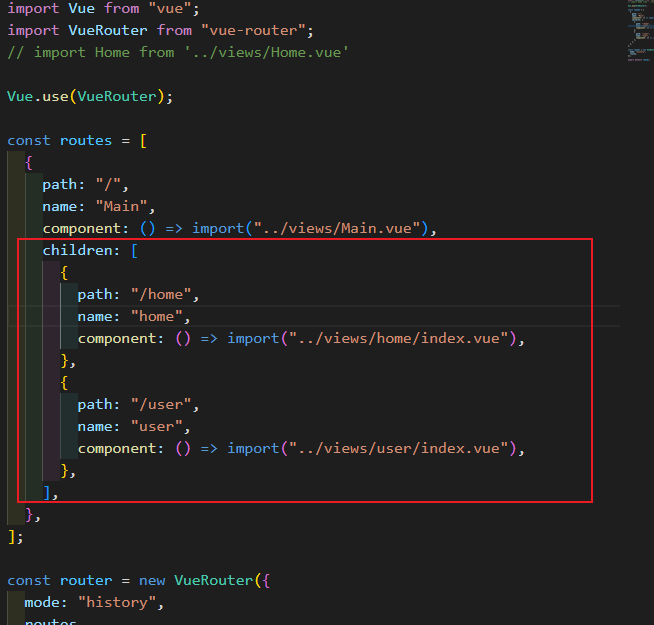 import Vue from "vue";
import VueRouter from "vue-router";
// import Home from '../views/Home.vue'
Vue.use(VueRouter);
const routes = [
{
path: "/",
name: "Main",
component: () => import("../views/Main.vue"),
children: [
{
path: "/home",
name: "home",
component: () => import("../views/home/index.vue"),
},
{
path: "/user",
name: "user",
component: () => import("../views/user/index.vue"),
},
],
},
];
const router = new VueRouter({
mode: "history",
routes